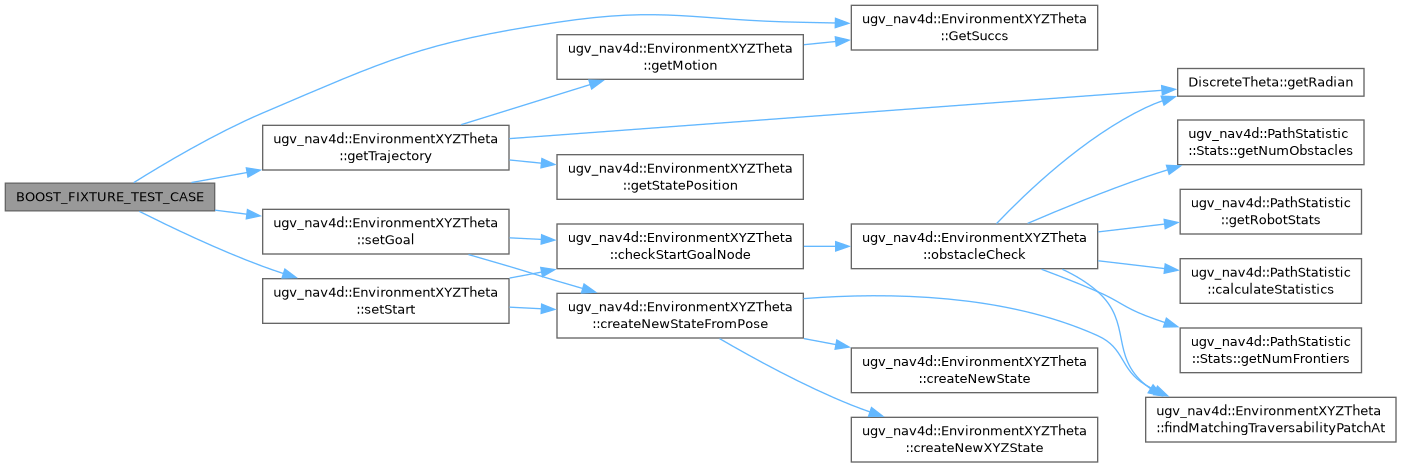 BOOST_FIXTURE_TEST_CASE
ugv_nav4d::EnvironmentXYZTheta
::GetSuccs
ugv_nav4d::EnvironmentXYZTheta
::getTrajectory
ugv_nav4d::EnvironmentXYZTheta
::setGoal
ugv_nav4d::EnvironmentXYZTheta
::setStart
ugv_nav4d::EnvironmentXYZTheta
::getMotion
ugv_nav4d::EnvironmentXYZTheta
::getStatePosition
ugv_nav4d::EnvironmentXYZTheta
::checkStartGoalNode
ugv_nav4d::EnvironmentXYZTheta
::createNewStateFromPose
ugv_nav4d::EnvironmentXYZTheta
::obstacleCheck
ugv_nav4d::EnvironmentXYZTheta
::createNewState
ugv_nav4d::EnvironmentXYZTheta
::createNewXYZState
DiscreteTheta::getRadian
ugv_nav4d::PathStatistic
::Stats::getNumObstacles
ugv_nav4d::PathStatistic
::getRobotStats
ugv_nav4d::PathStatistic
::calculateStatistics
ugv_nav4d::PathStatistic
::Stats::getNumFrontiers
ugv_nav4d::EnvironmentXYZTheta
::findMatchingTraversabilityPatchAt